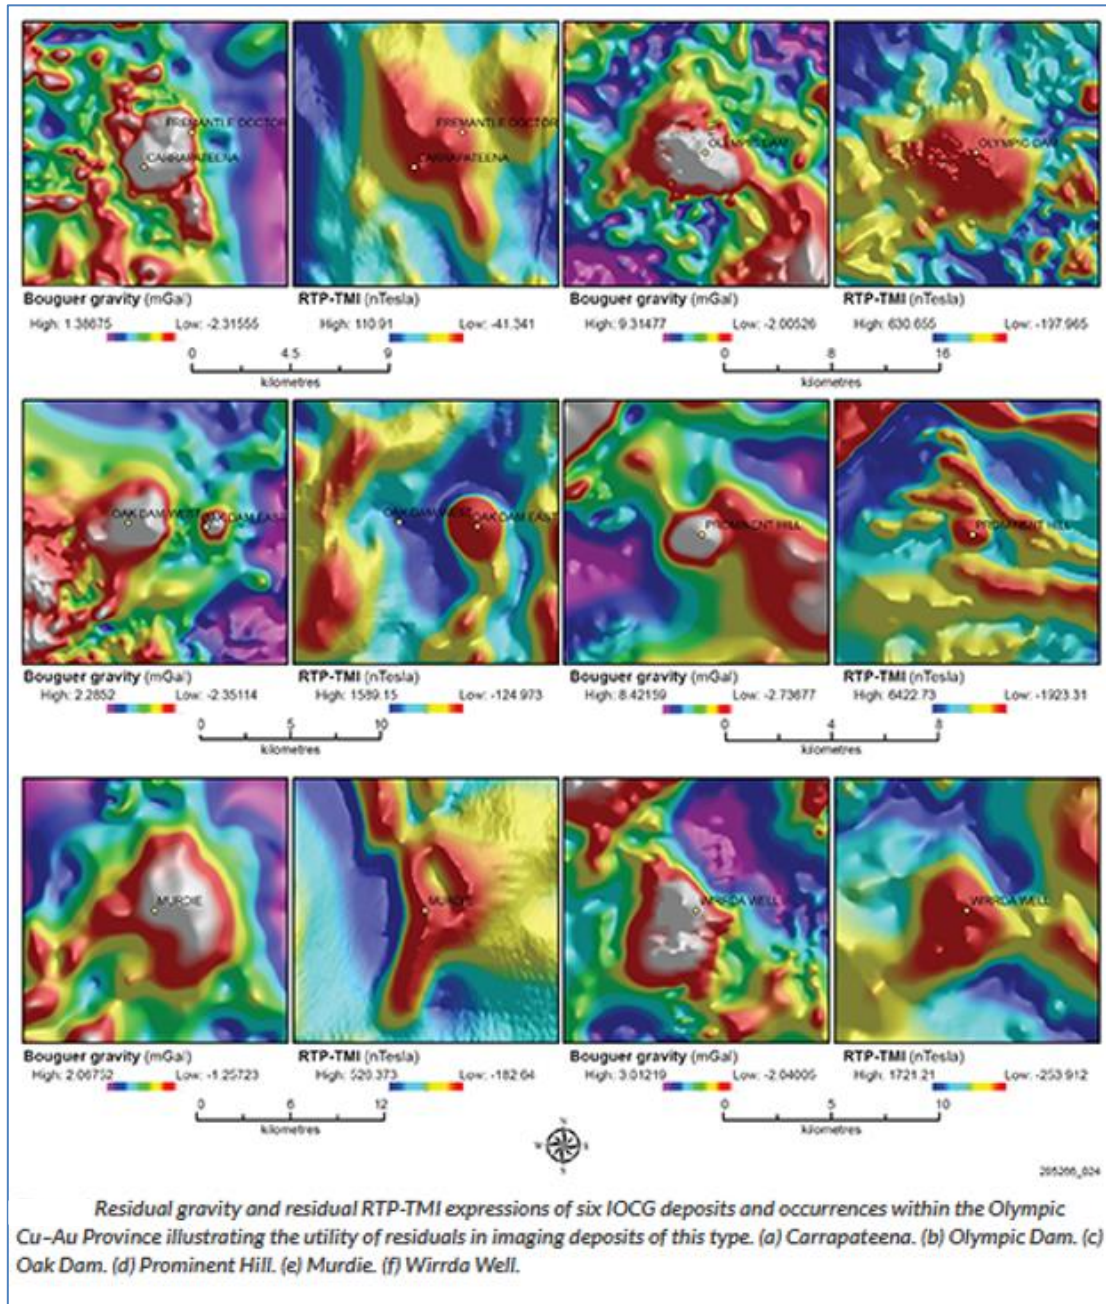 FREMANTLE DOCTOR
CARRAPATEENA
FREMANTLE DOCTOR
CARRAPATEENA
OLYMPIC DAM
OLYMPIC DAM
Bouguer gravity (mGal)
High: 1.38675 Low: -2.31555
RTP-TMI (nTesla)
High: 110.91 Low: -41.341
Bouguer gravity (mGal)
High: 9.31477 Low: -2.00526
RTP-TMI (nTesla)
High: 630.655 Low: -197.965
0 4.5 9
kilometres
0 8 16
kilometres
OAK DAM WEST
OAK DAM EAST
OAK DAM WEST
OAK DAM EAST
PROMINENT HILL
PROMINENT HILL
Bouguer gravity (mGal)
High: 2.2852 Low: -2.35114
RTP-TMI (nTesla)
High: 1589.15 Low: -124.973
Bouguer gravity (mGal)
High: 8.42159 Low: -2.73677
RTP-TMI (nTesla)
High: 6422.73 Low: -1923.31
0 5 10
kilometres
0 4 8
kilometres
MURDIE
MURDIE
WIRRDA WELL
WIRRDA WELL
Bouguer gravity (mGal)
High: 2.06752 Low: -1.25723
RTP-TMI (nTesla)
High: 520.373 Low: -182.64
Bouguer gravity (mGal)
High: 3.01219 Low: -2.04005
RTP-TMI (nTesla)
High: 1721.21 Low: -253.912
0 6 12
kilometres
0 5 10
kilometres
N
W E
S
Residual gravity and residual RTP-TMI expressions of six IOCG deposits and occurrences within the Olympic
Cu–Au Province illustrating the utility of residuals in imaging deposits of this type. (a) Carrapateena. (b) Olympic Dam. (c)
Oak Dam. (d) Prominent Hill. (e) Murdie. (f) Wirrda Well.